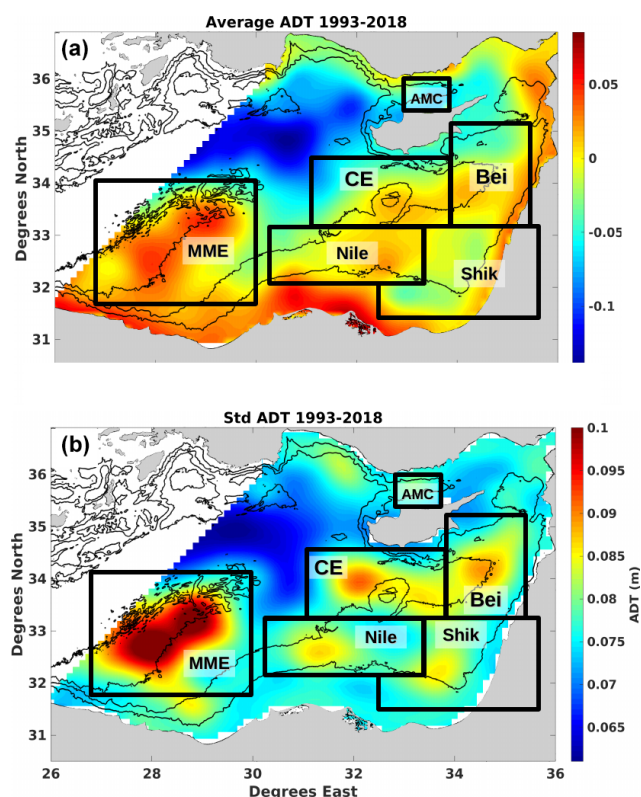 Average ADT 1993-2018
(a)
36
35
34
33
32
31
Degrees North
AMC
CE
Bei
MME
Nile
Shik
0.05
0
-0.05
-0.1
Std ADT 1993-2018
(b)
36
35
34
33
32
31
Degrees North
AMC
CE
Bei
Nile
Shik
MME
26
28
30
32
34
36
Degrees East
0.1
0.095
0.09
0.085
0.08
0.075
0.07
0.065
ADT (m)